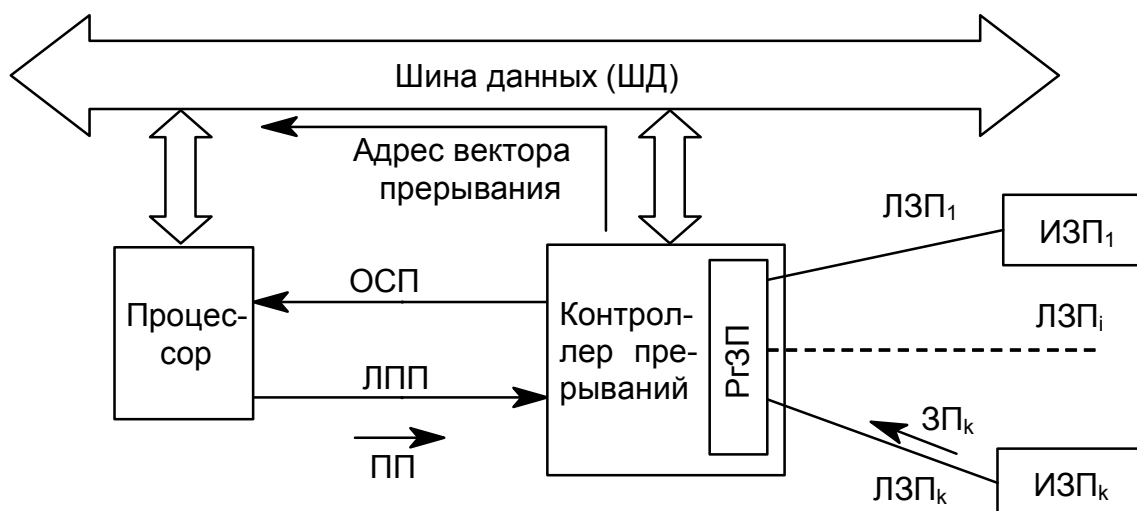 Шина данных (ШД)
Адрес вектора
прерывания
ЛЗП₁
ИЗП₁
ОСП
Процес-
сор
Контрол-
лер пре-
рываний
РгЗП
ЛЗПᵢ
ЛПП
ПП
ЗПₖ
ЛЗПₖ
ИЗПₖ